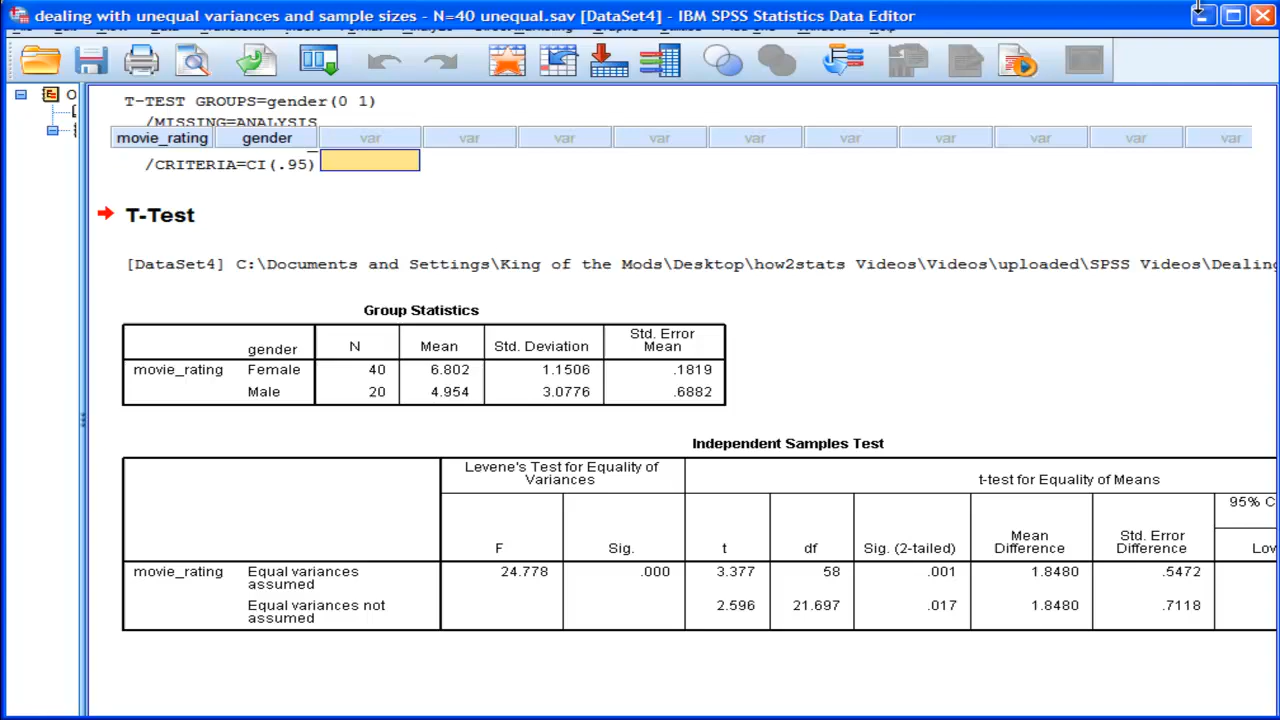 dealing with unequal variances and sample sizes - N=40 unequal.sav [DataSet4] - IBM SPSS Statistics Data Editor
O
T-TEST GROUPS=gender(0 1)
/MISSING=ANALYSIS
movie_rating gender var var var var var var var var var var
/CRITERIA=CI(.95)
T-Test
[DataSet4] C:\Documents and Settings\King of the Mods\Desktop\how2stats Videos\Videos\uploaded\SPSS Videos\Dealing
Group Statistics
gender N Mean Std. Deviation Std. Error Mean
movie_rating Female 40 6.802 1.1506 .1819
Male 20 4.954 3.0776 .6882
Independent Samples Test
Levene's Test for Equality of Variances t-test for Equality of Means
95% C
F Sig. t df Sig. (2-tailed) Mean Difference Std. Error Difference Lov
movie_rating Equal variances assumed 24.778 .000 3.377 58 .001 1.8480 .5472
Equal variances not assumed 2.596 21.697 .017 1.8480 .7118